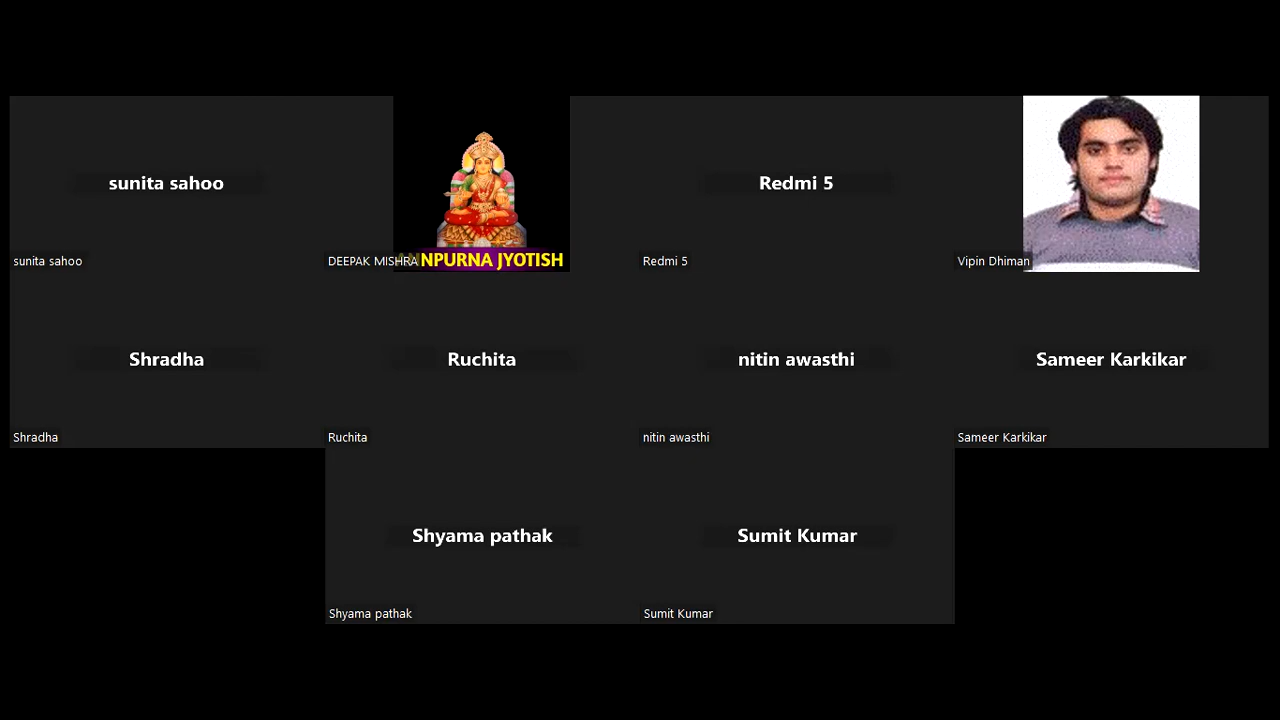 sunita sahoo
Redmi 5
sunita sahoo
DEEPAK MISHRA
NPURNA JYOTISH
Redmi 5
Vipin Dhiman
Shradha
Ruchita
nitin awasthi
Sameer Karkikar
Shradha
Ruchita
nitin awasthi
Sameer Karkikar
Shyama pathak
Sumit Kumar
Shyama pathak
Sumit Kumar